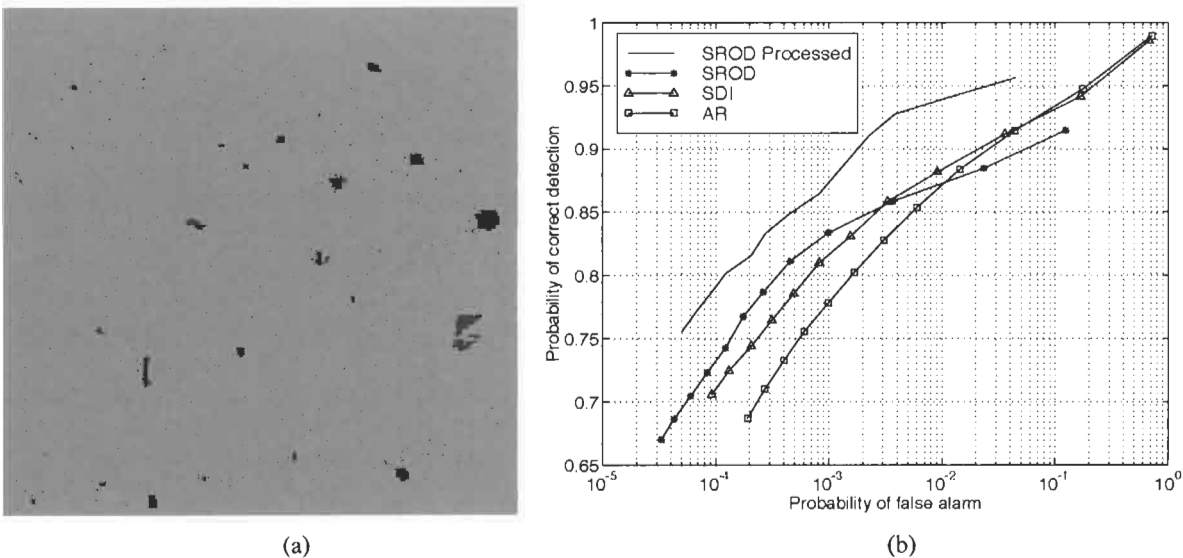 SROD Processed
SROD
SDI
AR
Probability of correct detection
1
0.95
0.9
0.85
0.8
0.75
0.7
0.65
10^-5
10^-4
10^-3
10^-2
10^-1
10^0
Probability of false alarm
(a)
(b)